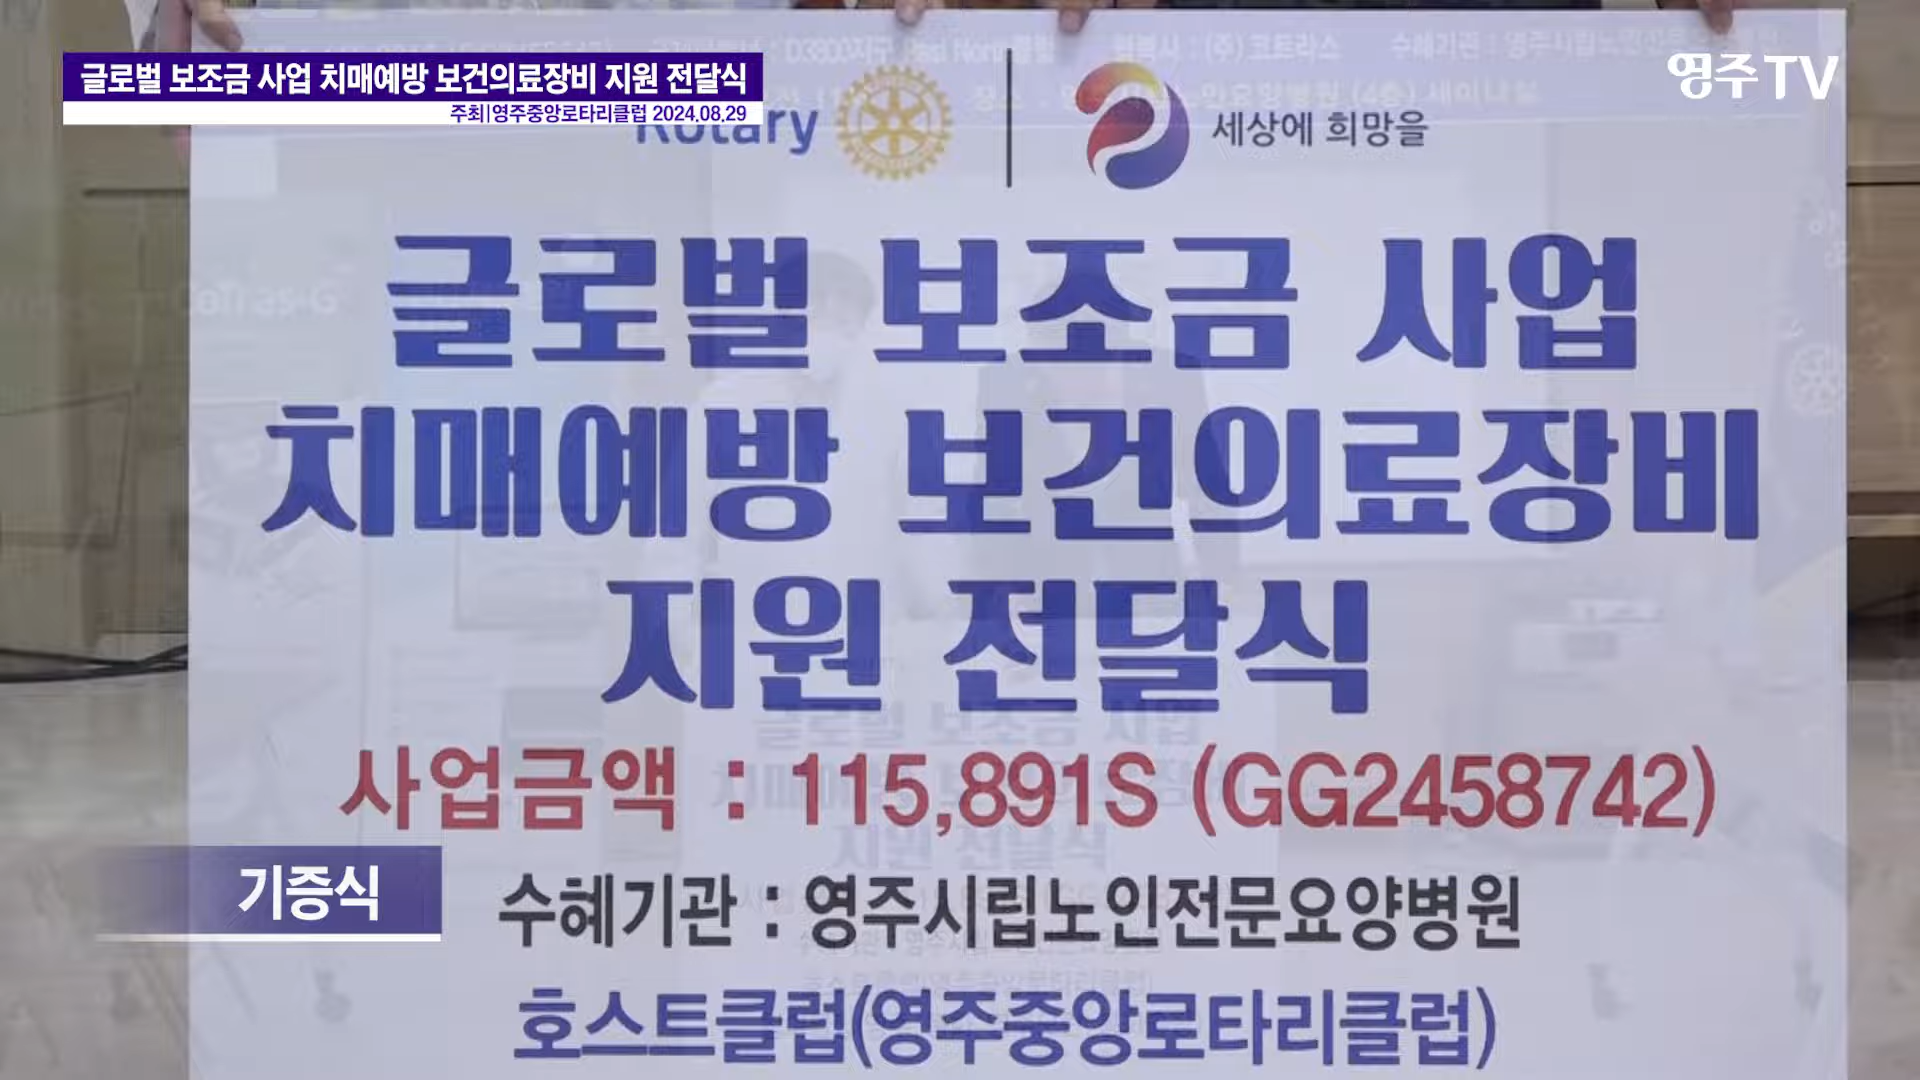 글로벌 보조금 사업 치매예방 보건의료장비 지원 전달식
주최|영주중앙로타리클럽 2024.08.29
영주TV
Rotary
세상에 희망을
글로벌 보조금 사업
치매예방 보건의료장비
지원 전달식
사업금액 : 115,891S (GG2458742)
기증식
수혜기관 : 영주시립노인전문요양병원
호스트클럽(영주중앙로타리클럽)